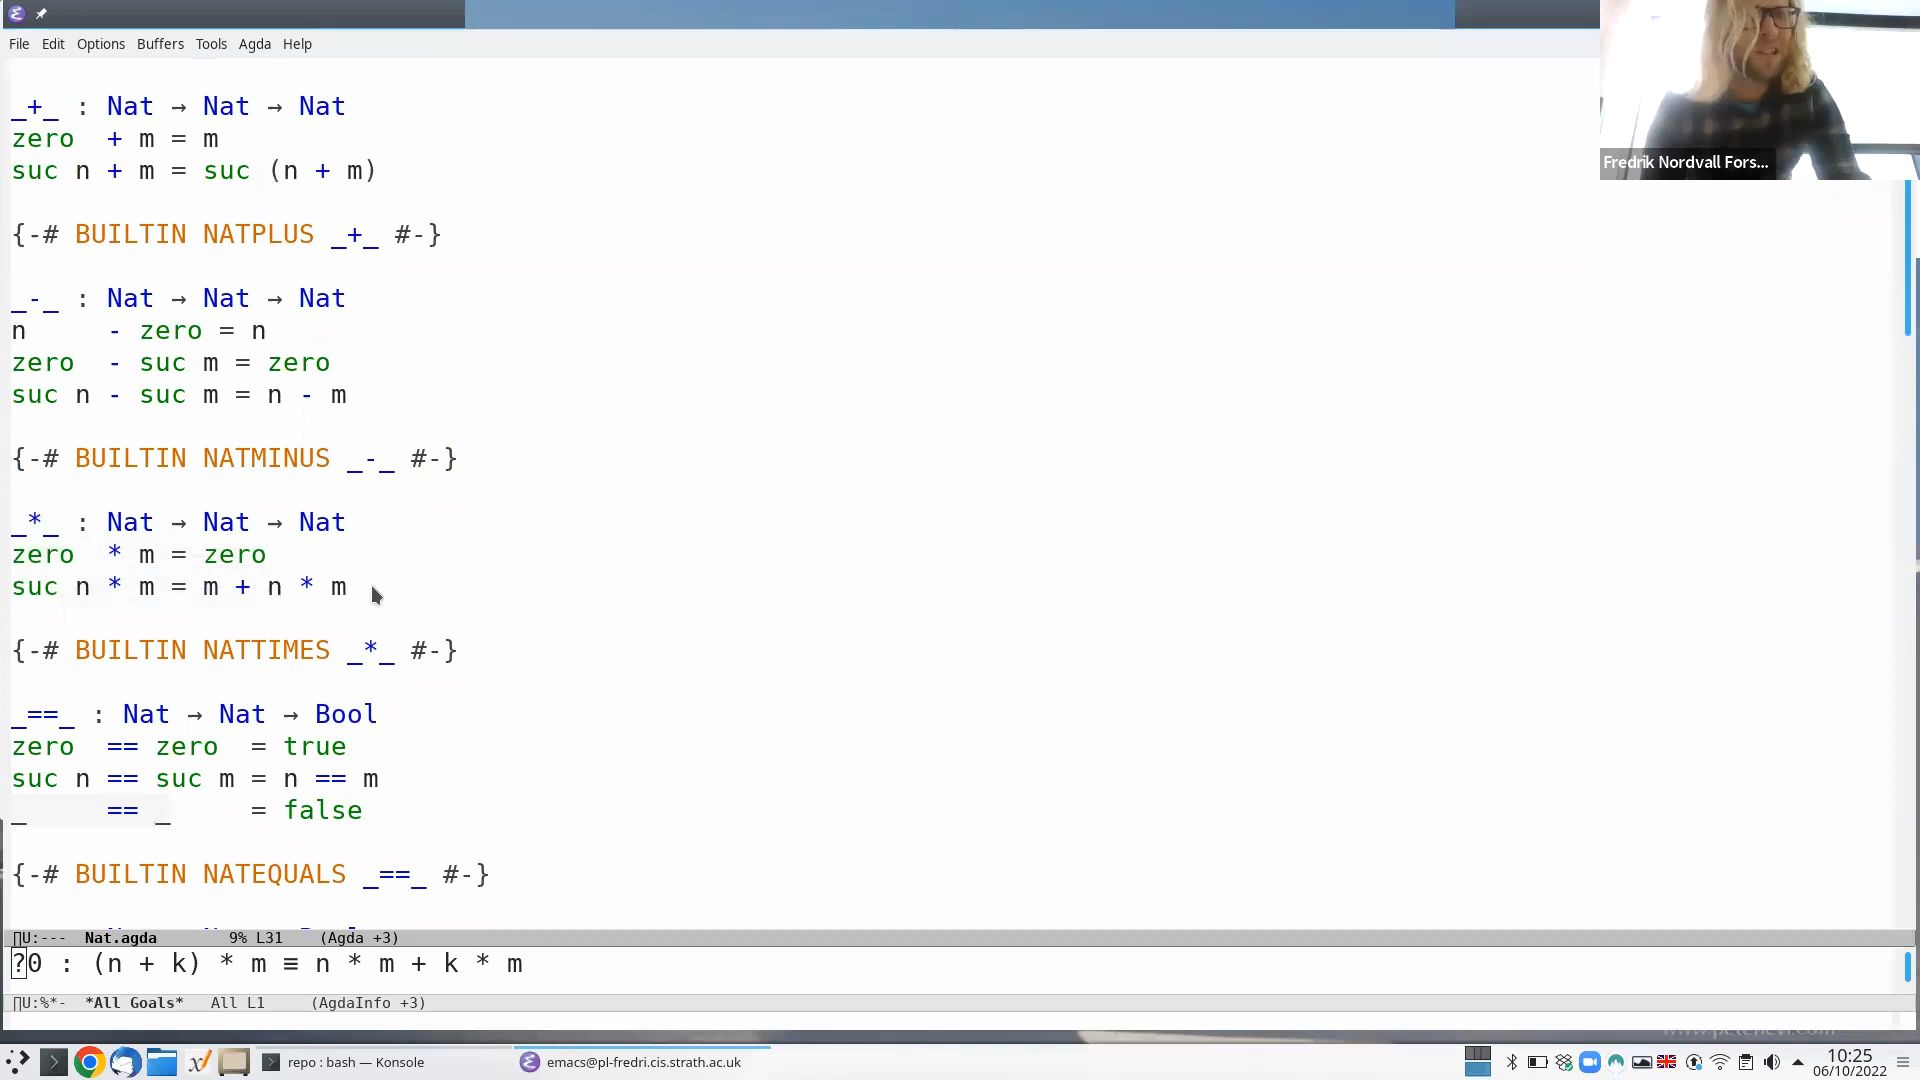 File Edit Options Buffers Tools Agda Help
_+_ : Nat → Nat → Nat
zero  + m = m
suc n + m = suc (n + m)
{-# BUILTIN NATPLUS _+_ #-}
_-_ : Nat → Nat → Nat
n     - zero = n
zero  - suc m = zero
suc n - suc m = n - m
{-# BUILTIN NATMINUS _-_ #-}
_*_ : Nat → Nat → Nat
zero  * m = zero
suc n * m = m + n * m
{-# BUILTIN NATTIMES _*_ #-}
_==_ : Nat → Nat → Bool
zero  == zero  = true
suc n == suc m = n == m
_     == _     = false
{-# BUILTIN NATEQUALS _==_ #-}
Fredrik Nordvall Fors...
U:--- Nat.agda 9% L31 (Agda +3)
?0 : (n + k) * m ≡ n * m + k * m
U:%*- *All Goals* All L1 (AgdaInfo +3)
repo : bash — Konsole
emacs@pl-fredri.cis.strath.ac.uk
10:25
06/10/2022